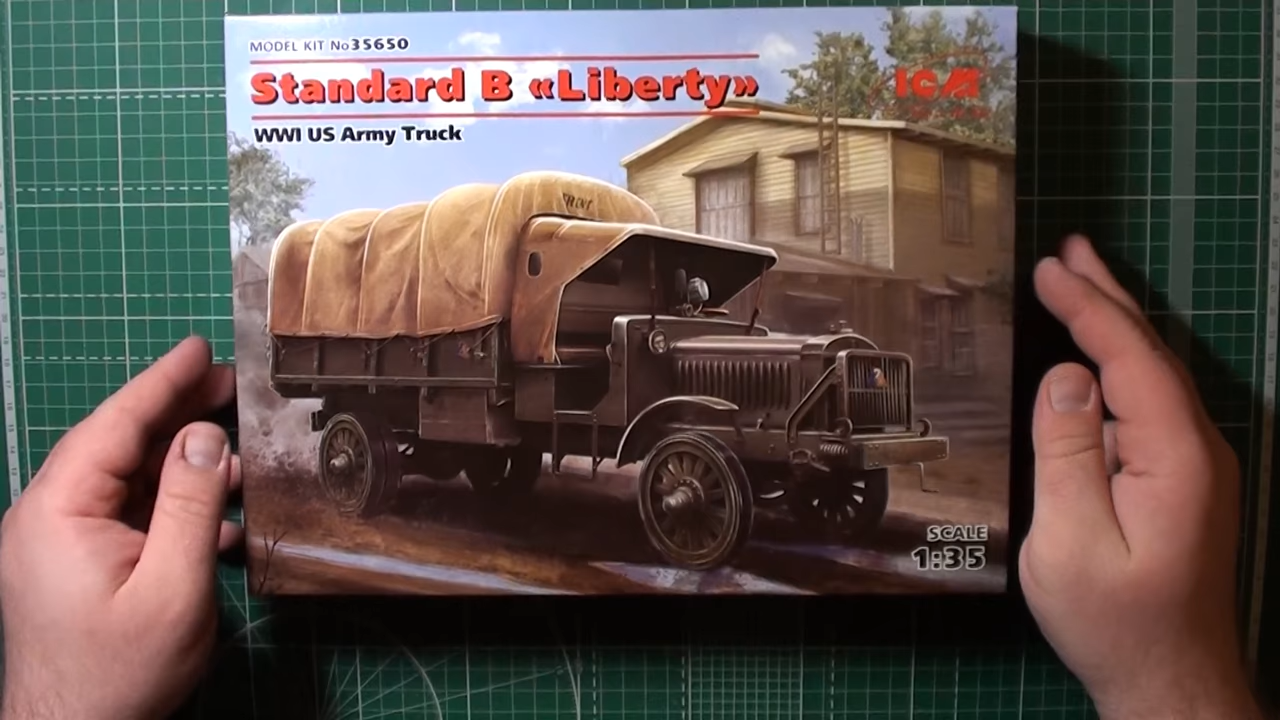 MODEL KIT No35650
Standard B «Liberty»
ICM
WWI US Army Truck
SCALE
1:35